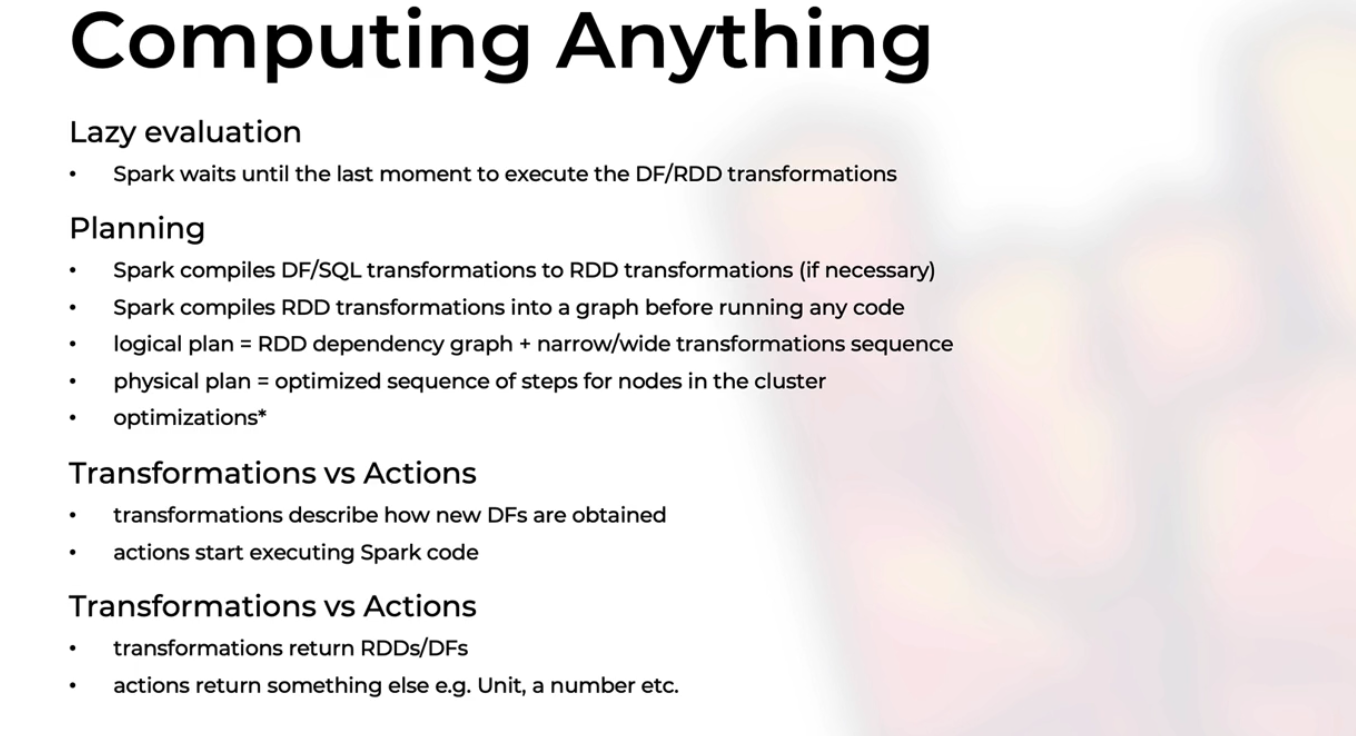 Computing Anything
Lazy evaluation
• Spark waits until the last moment to execute the DF/RDD transformations
Planning
• Spark compiles DF/SQL transformations to RDD transformations (if necessary)
• Spark compiles RDD transformations into a graph before running any code
• logical plan = RDD dependency graph + narrow/wide transformations sequence
• physical plan = optimized sequence of steps for nodes in the cluster
• optimizations*
Transformations vs Actions
• transformations describe how new DFs are obtained
• actions start executing Spark code
Transformations vs Actions
• transformations return RDDs/DFs
• actions return something else e.g. Unit, a number etc.